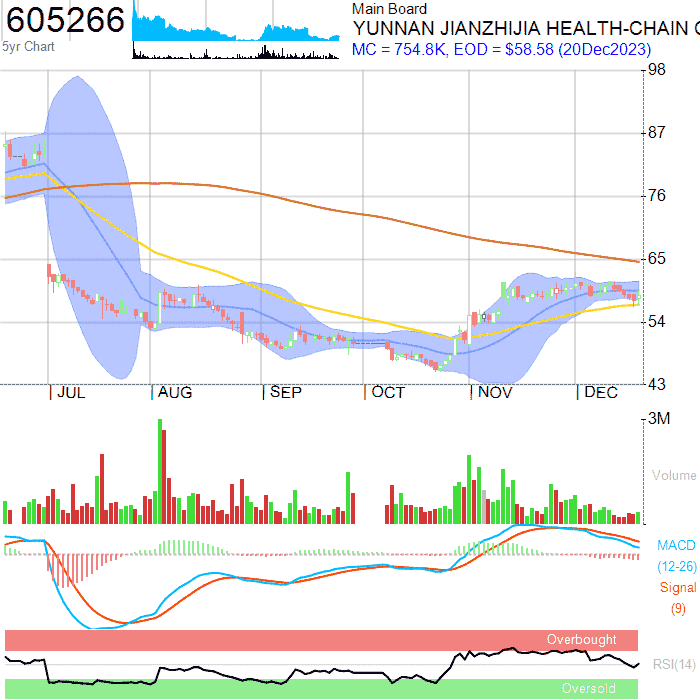 605266
5yr Chart
Main Board
YUNNAN JIANZHIJIA HEALTH-CHAIN
MC = 754.8K, EOD = $58.58 (20Dec2023)
98
87
76
65
54
43
JUL AUG SEP OCT NOV DEC
3M
Volume
MACD
(12-26)
Signal
(9)
Overbought
RSI(14)
Oversold